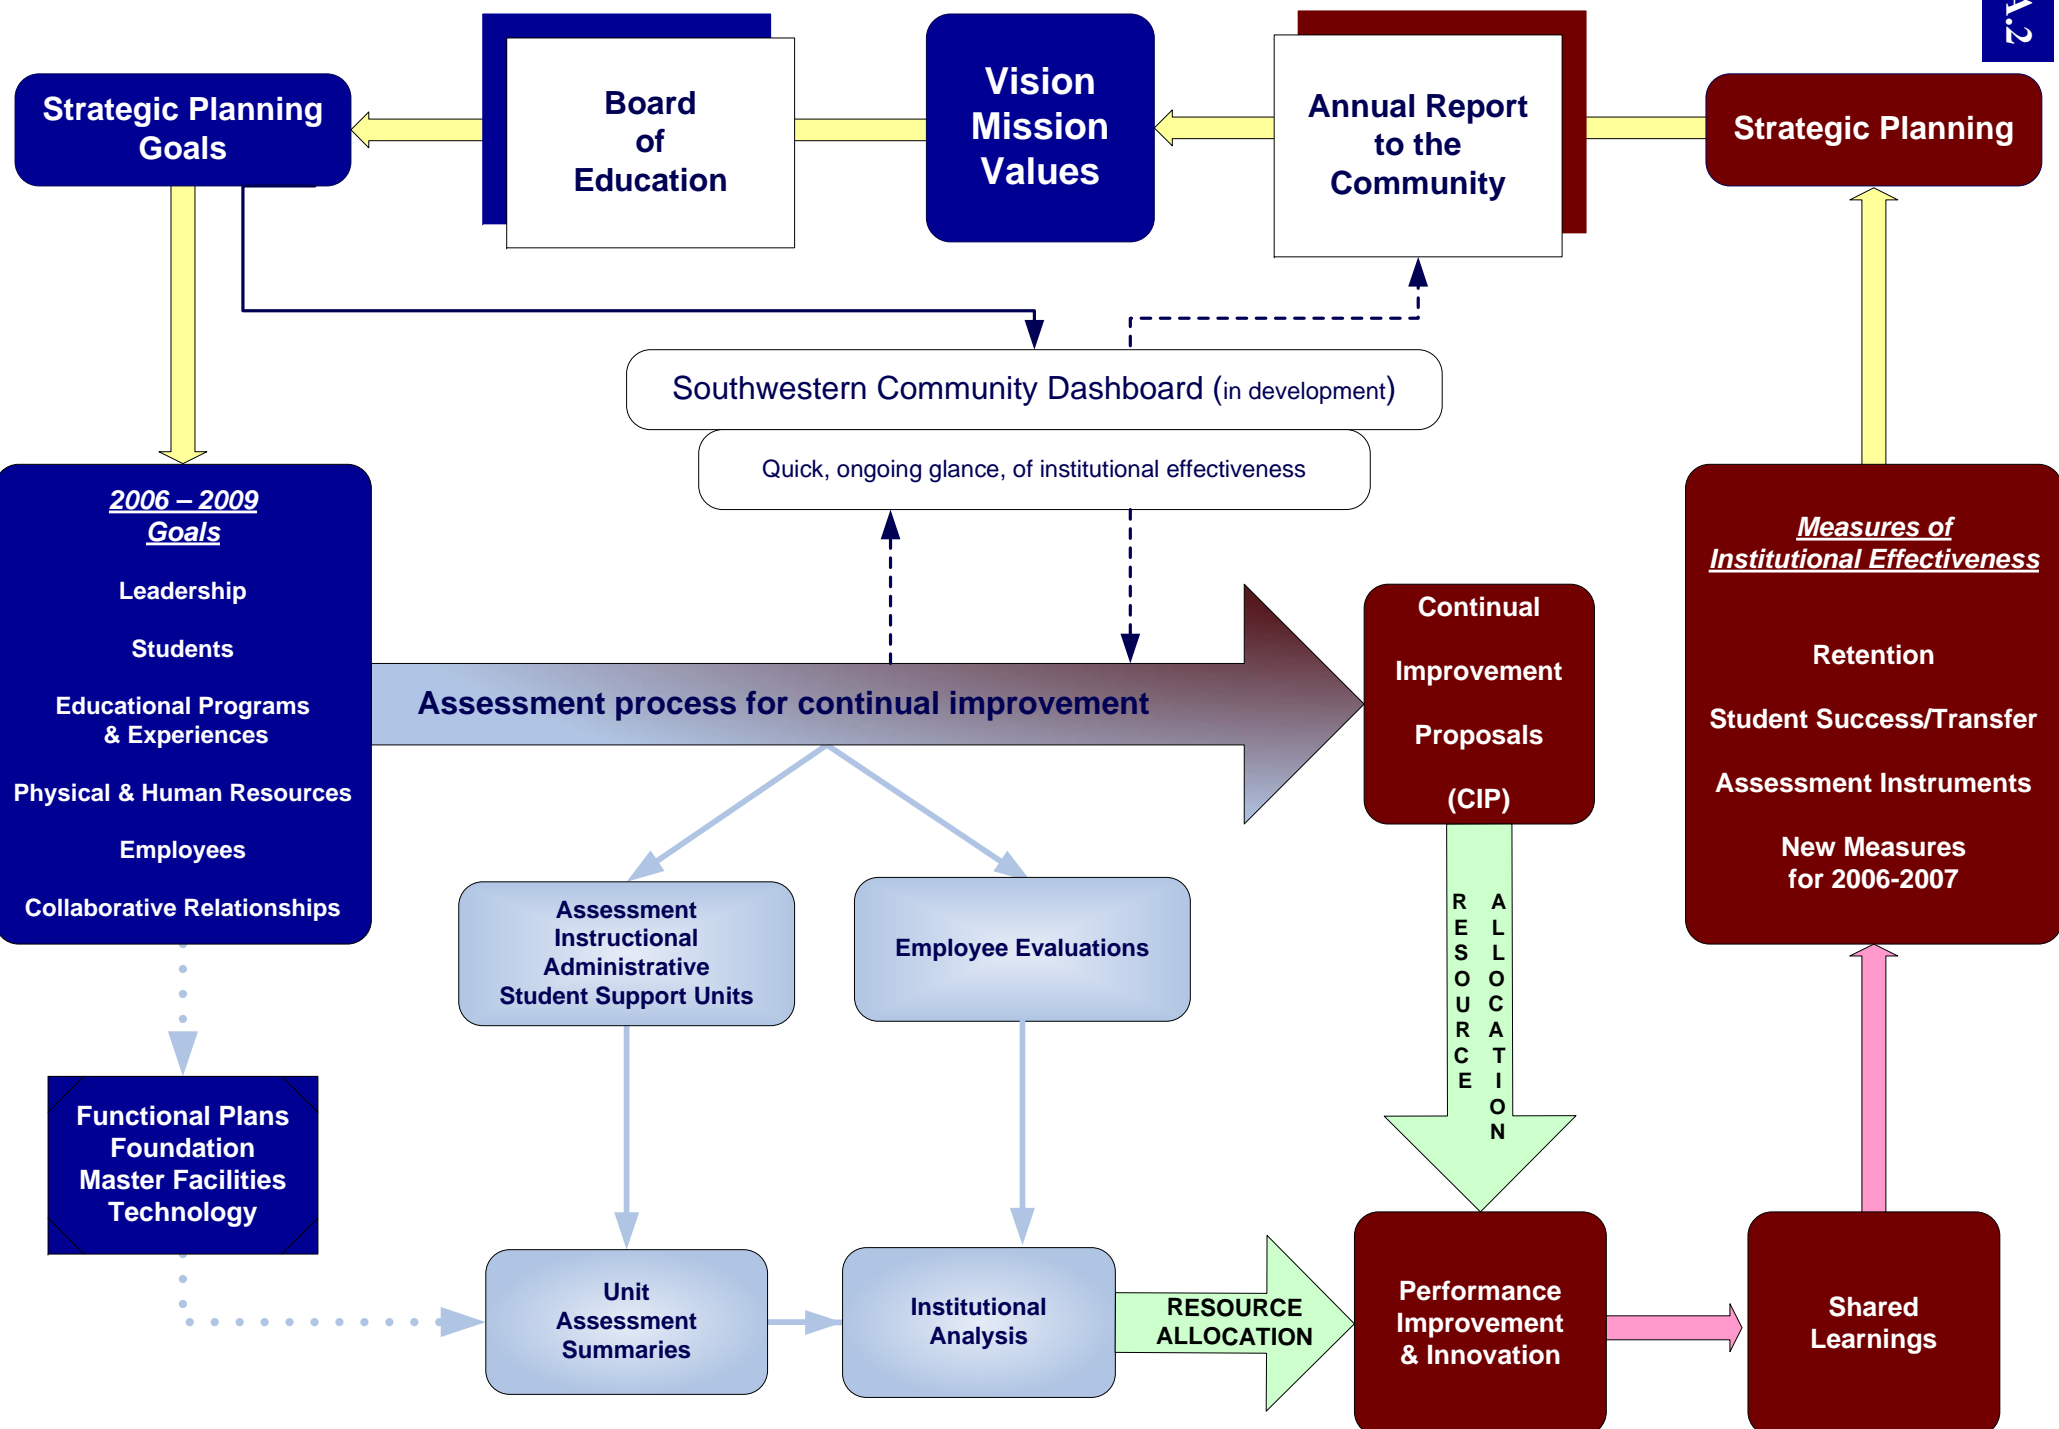 A.2
Strategic Planning
Goals
Board
of
Education
Vision
Mission
Values
Annual Report
to the
Community
Strategic Planning
Southwestern Community Dashboard (in development)
Quick, ongoing glance, of institutional effectiveness
2006 – 2009
Goals
Leadership
Students
Educational Programs
& Experiences
Physical & Human Resources
Employees
Collaborative Relationships
Assessment process for continual improvement
Continual
Improvement
Proposals
(CIP)
Measures of
Institutional Effectiveness
Retention
Student Success/Transfer
Assessment Instruments
New Measures
for 2006-2007
Assessment
Instructional
Administrative
Student Support Units
Employee Evaluations
RESOURCE
ALLOCATION
Functional Plans
Foundation
Master Facilities
Technology
Unit
Assessment
Summaries
Institutional
Analysis
RESOURCE
ALLOCATION
Performance
Improvement
& Innovation
Shared
Learnings